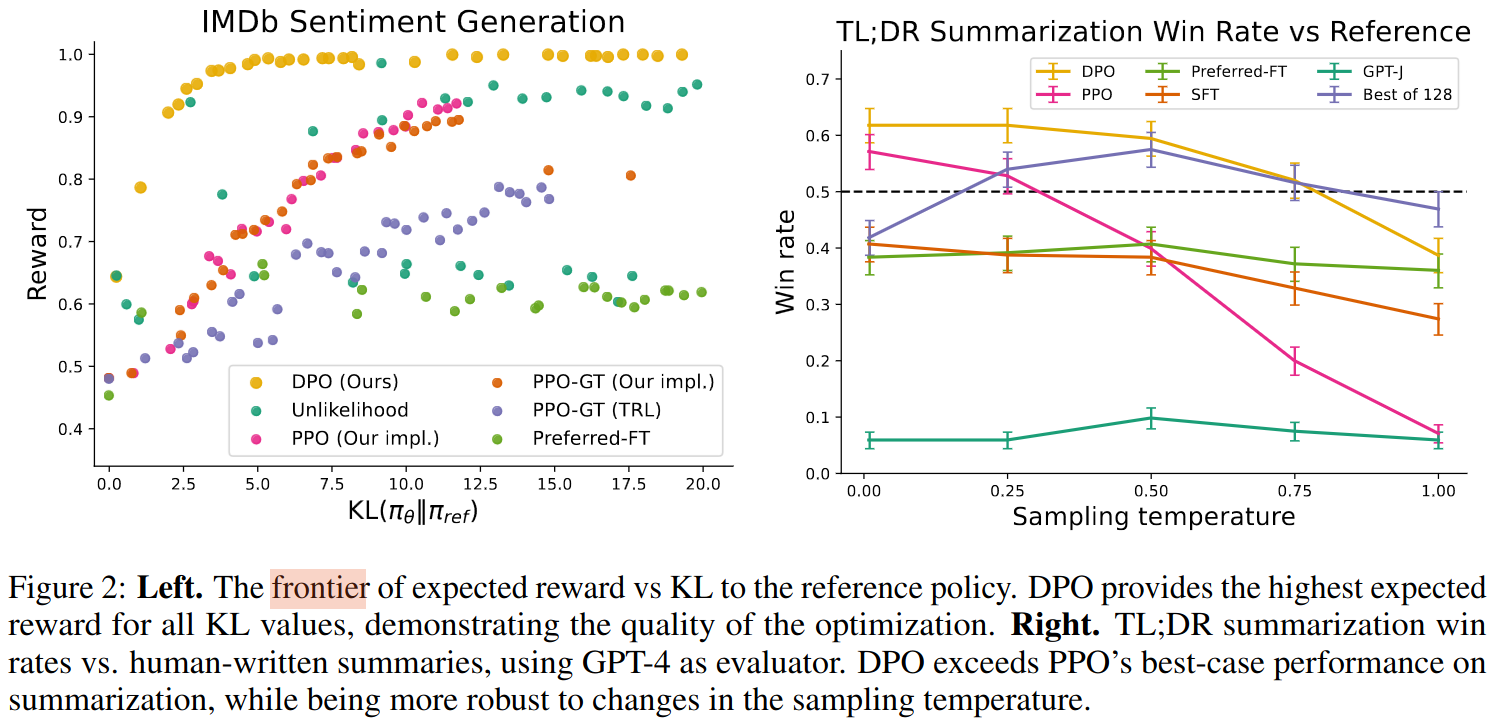 IMDb Sentiment Generation
1.0
0.9
0.8
0.7
0.6
0.5
0.4
Reward
DPO (Ours)
Unlikelihood
PPO (Our impl.)
PPO-GT (Our impl.)
PPO-GT (TRL)
Preferred-FT
0.0 2.5 5.0 7.5 10.0 12.5 15.0 17.5 20.0
KL(πθ‖πref)
TL;DR Summarization Win Rate vs Reference
0.7
0.6
0.5
0.4
0.3
0.2
0.1
0.0
Win rate
DPO
PPO
Preferred-FT
SFT
GPT-J
Best of 128
0.00 0.25 0.50 0.75 1.00
Sampling temperature
Figure 2: Left. The frontier of expected reward vs KL to the reference policy. DPO provides the highest expected
reward for all KL values, demonstrating the quality of the optimization. Right. TL;DR summarization win
rates vs. human-written summaries, using GPT-4 as evaluator. DPO exceeds PPO's best-case performance on
summarization, while being more robust to changes in the sampling temperature.